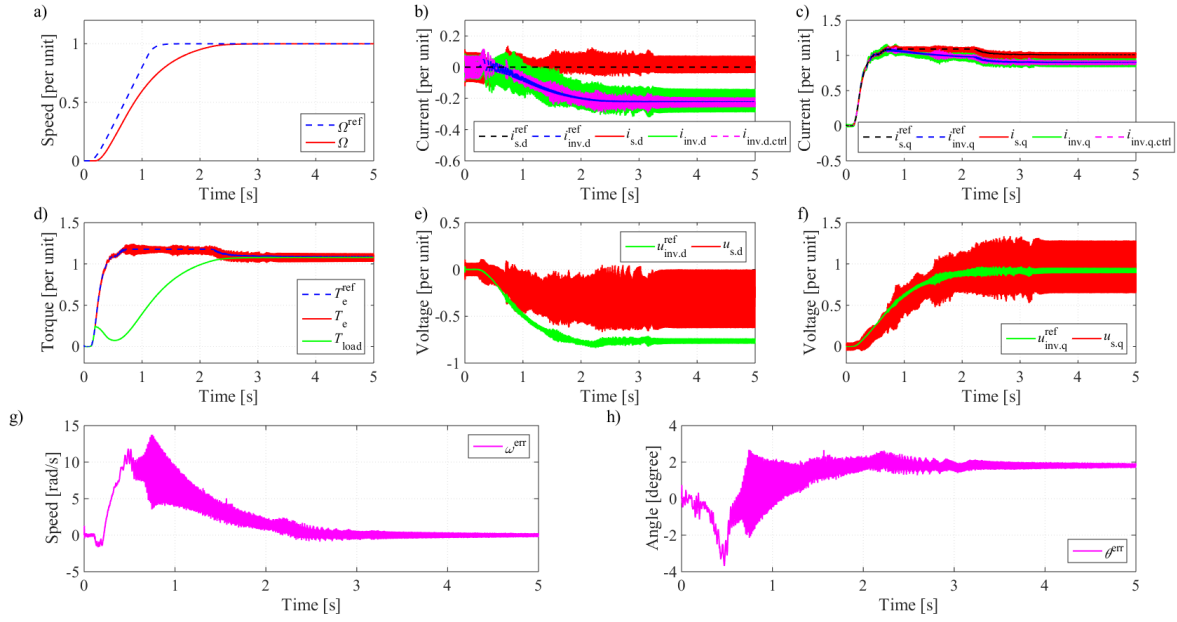 a)
1
0.5
0
Speed [per unit]
Ω^ref
Ω
0 1 2 3 4 5
Time [s]
b)
0.2
0
-0.2
-0.4
-0.6
Current [per unit]
i_s.d^ref i_inv.d^ref i_s.d i_inv.d i_inv.d.ctrl
0 1 2 3 4 5
Time [s]
c)
1.5
1
0.5
0
-0.5
Current [per unit]
i_s.q^ref i_inv.q^ref i_s.q i_inv.q i_inv.q.ctrl
0 1 2 3 4 5
Time [s]
d)
1.5
1
0.5
0
Torque [per unit]
T_e^ref
T_e
T_load
0 1 2 3 4 5
Time [s]
e)
0.5
0
-0.5
-1
Voltage [per unit]
u_inv.d^ref u_s.d
0 1 2 3 4 5
Time [s]
f)
1.5
1
0.5
0
Voltage [per unit]
u_inv.q^ref u_s.q
0 1 2 3 4 5
Time [s]
g)
15
10
5
0
-5
Speed [rad/s]
ω^err
0 1 2 3 4 5
Time [s]
h)
4
2
0
-2
-4
Angle [degree]
θ^err
0 1 2 3 4 5
Time [s]